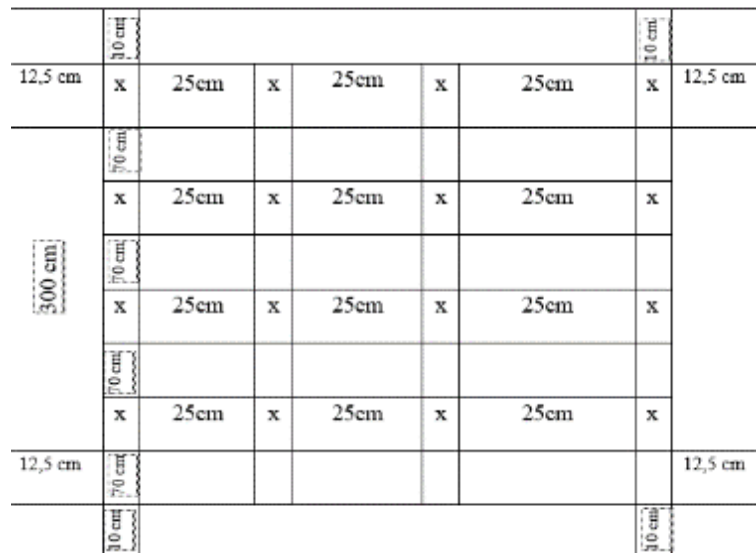 10 cm 10 cm
12,5 cm x 25cm x 25cm x 25cm x 12,5 cm
70 cm
x 25cm x 25cm x 25cm x
300 cm 70 cm
x 25cm x 25cm x 25cm x
70 cm
x 25cm x 25cm x 25cm x
12,5 cm 70 cm 12,5 cm
10 cm 10 cm